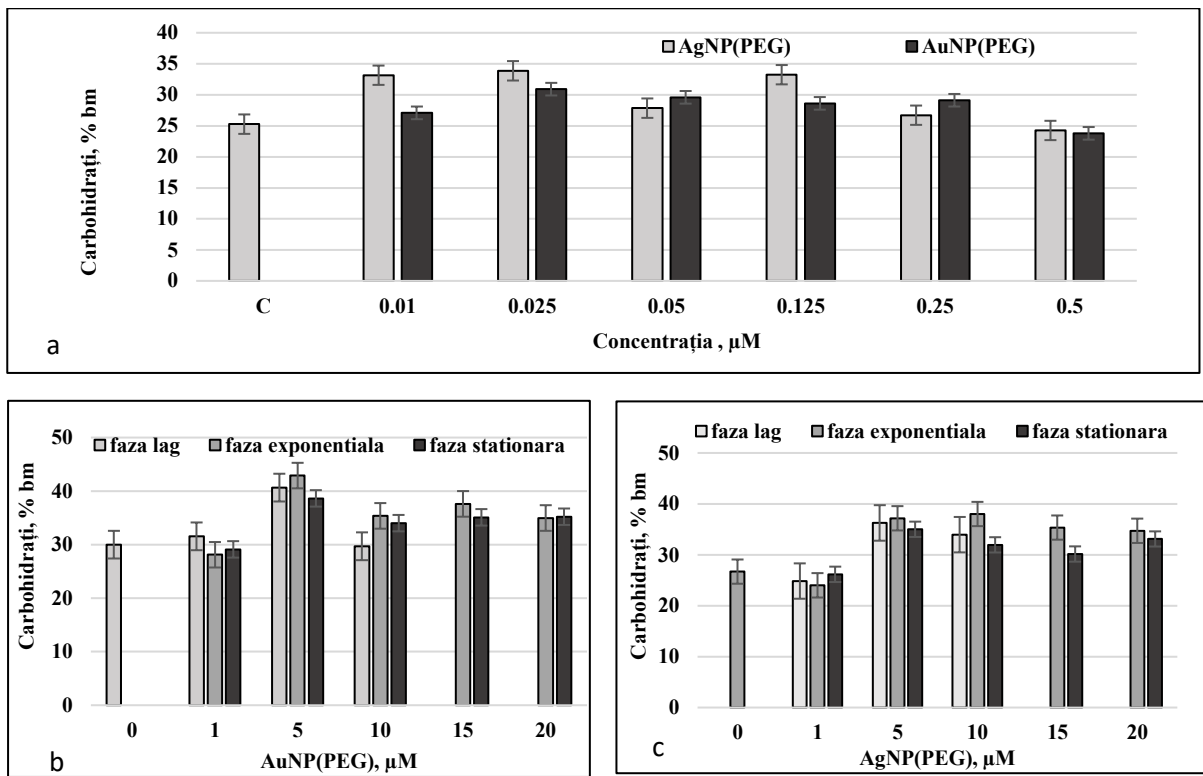 AgNP(PEG) AuNP(PEG)
Carbohidrați, % bm
40
35
30
25
20
15
10
5
0
C 0.01 0.025 0.05 0.125 0.25 0.5
Concentrația , µM
a
faza lag faza exponentiala faza stationara
Carbohidrați, % bm
50
40
30
20
10
0
0 1 5 10 15 20
AuNP(PEG), µM
b
faza lag faza exponentiala faza stationara
Carbohidrați, % bm
50
40
30
20
10
0
0 1 5 10 15 20
AgNP(PEG), µM
c